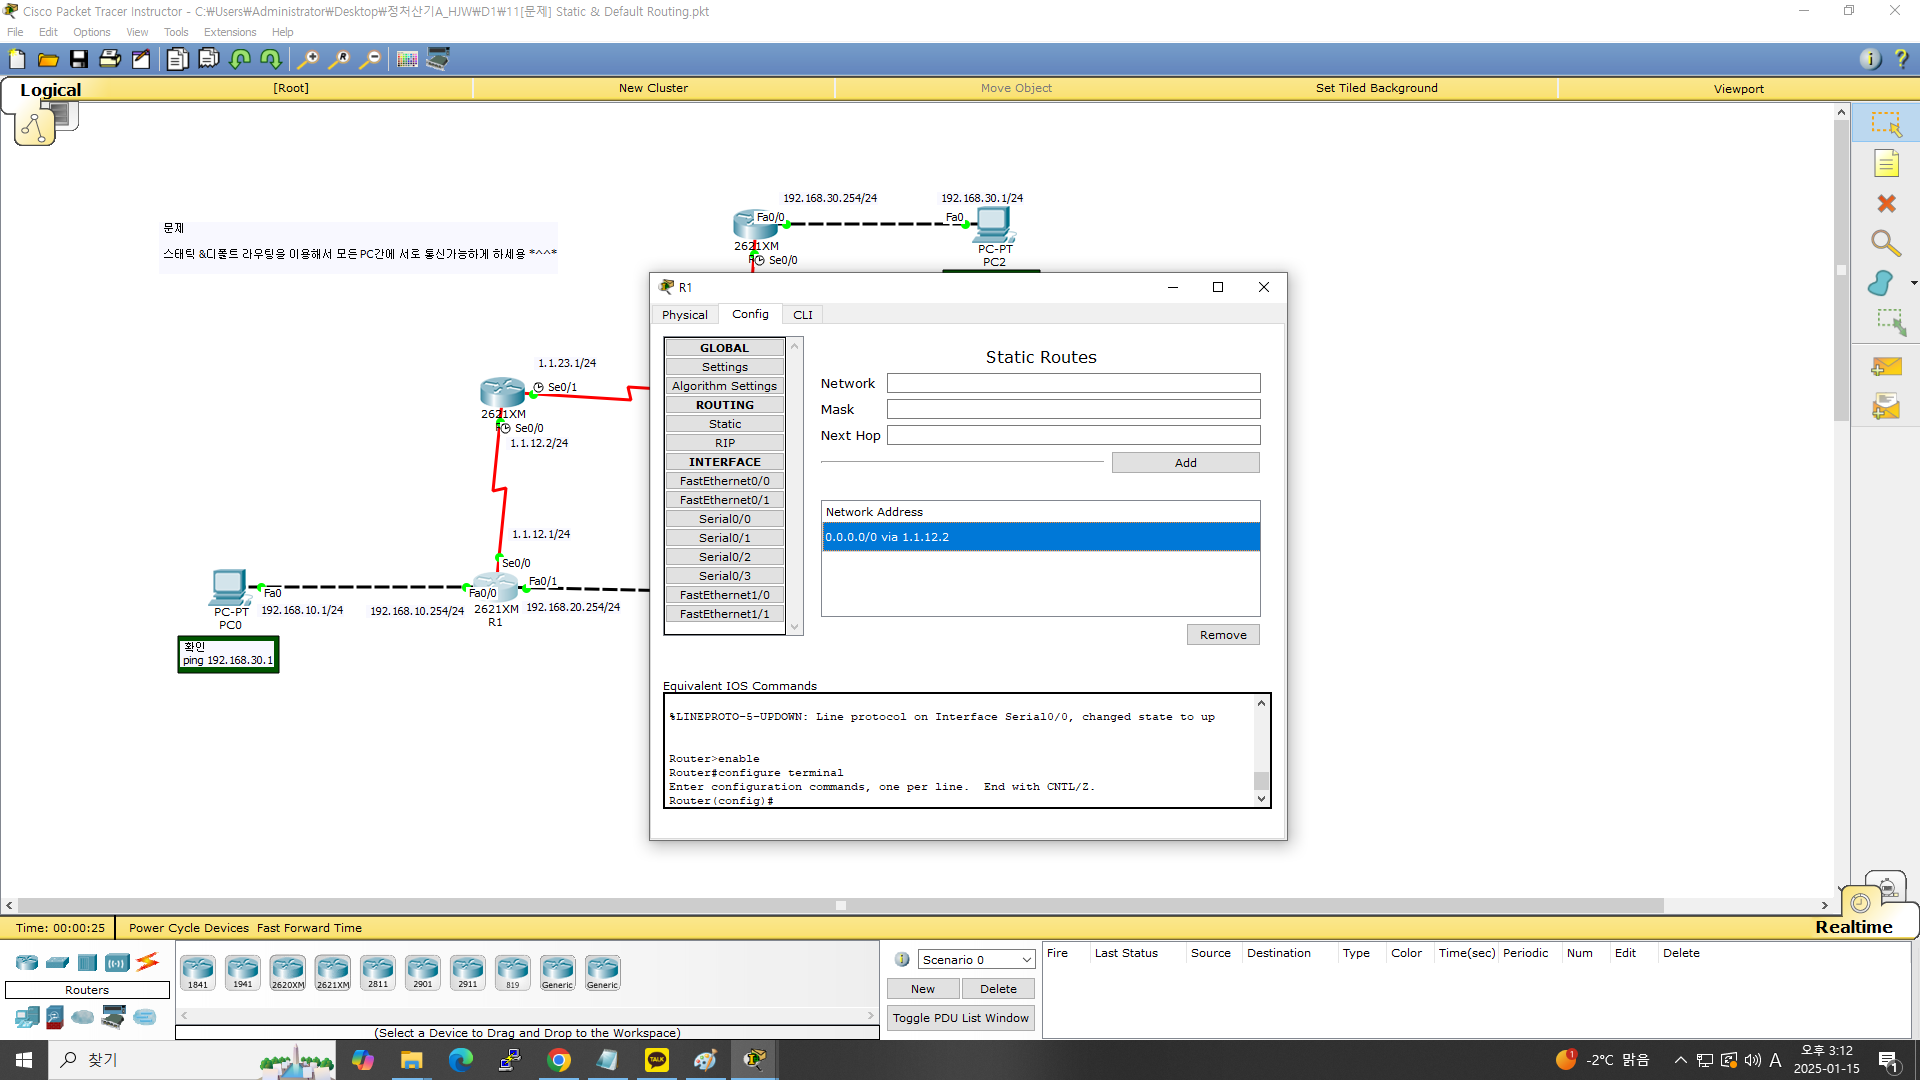 Cisco Packet Tracer Instructor - C:\Users\Administrator\Desktop\정처산기A_HJW\D1\11[문제] Static & Default Routing.pkt
File Edit Options View Tools Extensions Help
Logical [Root] New Cluster Move Object Set Tiled Background Viewport
문제
스태틱 &디폴트 라우팅을 이용해서 모든PC간에 서로 통신가능하게 하세용 *^^*
192.168.30.254/24 192.168.30.1/24
Fa0/0 Fa0
2621XM PC-PT
PC2
Se0/0
1.1.23.1/24
Se0/1
2621XM
Se0/0
1.1.12.2/24
1.1.12.1/24
Se0/0
Fa0 Fa0/0 Fa0/1
PC-PT 192.168.10.1/24 192.168.10.254/24 2621XM 192.168.20.254/24
PC0 R1
확인
ping 192.168.30.1
R1
Physical Config CLI
GLOBAL
Settings
Algorithm Settings
ROUTING
Static
RIP
INTERFACE
FastEthernet0/0
FastEthernet0/1
Serial0/0
Serial0/1
Serial0/2
Serial0/3
FastEthernet1/0
FastEthernet1/1
Static Routes
Network
Mask
Next Hop
Add
Network Address
0.0.0.0/0 via 1.1.12.2
Remove
Equivalent IOS Commands
%LINEPROTO-5-UPDOWN: Line protocol on Interface Serial0/0, changed state to up
Router>enable
Router#configure terminal
Enter configuration commands, one per line. End with CNTL/Z.
Router(config)#
Time: 00:00:25 Power Cycle Devices Fast Forward Time Realtime
Routers
1841 1941 2620XM 2621XM 2811 2901 2911 819 Generic Generic
(Select a Device to Drag and Drop to the Workspace)
Scenario 0
New Delete
Toggle PDU List Window
Fire Last Status Source Destination Type Color Time(sec) Periodic Num Edit Delete
찾기
TALK
1 -2°C 맑음 A 오후 3:12
2025-01-15 1